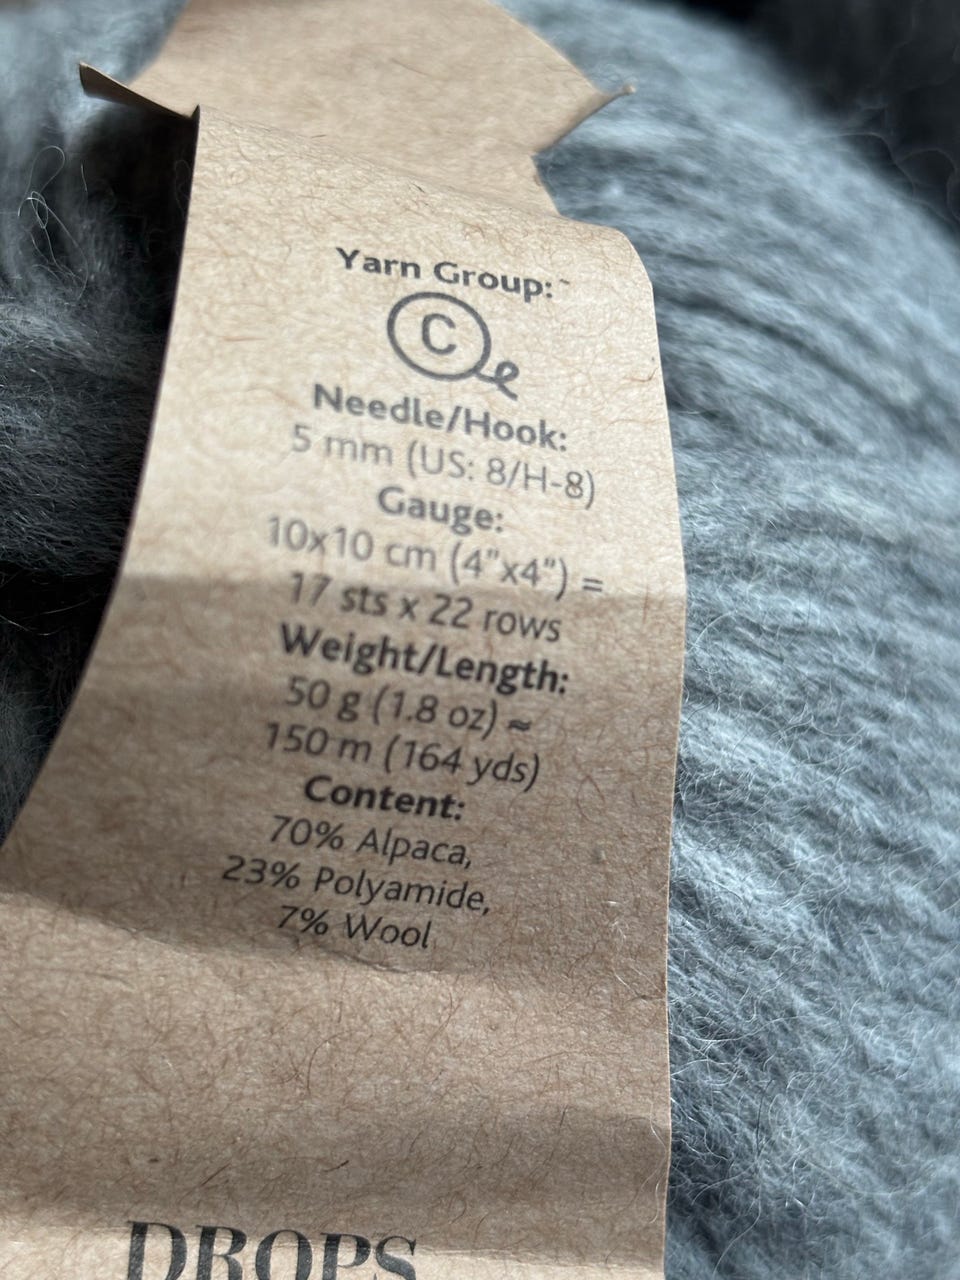 Yarn Group:~
C
Needle/Hook:
5 mm (US: 8/H-8)
Gauge:
10x10 cm (4"x4") =
17 sts x 22 rows
Weight/Length:
50 g (1.8 oz) ≈
150 m (164 yds)
Content:
70% Alpaca,
23% Polyamide,
7% Wool
DROPS